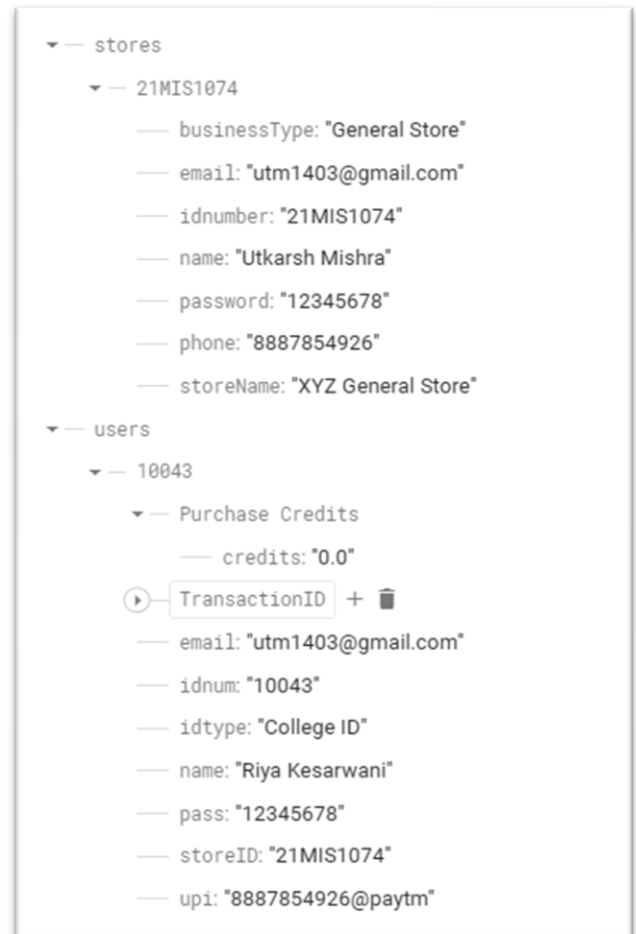 stores
21MIS1074
businessType: "General Store"
email: "utm1403@gmail.com"
idnumber: "21MIS1074"
name: "Utkarsh Mishra"
password: "12345678"
phone: "8887854926"
storeName: "XYZ General Store"
users
10043
Purchase Credits
credits: "0.0"
TransactionID +
email: "utm1403@gmail.com"
idnum: "10043"
idtype: "College ID"
name: "Riya Kesarwani"
pass: "12345678"
storeID: "21MIS1074"
upi: "8887854926@paytm"